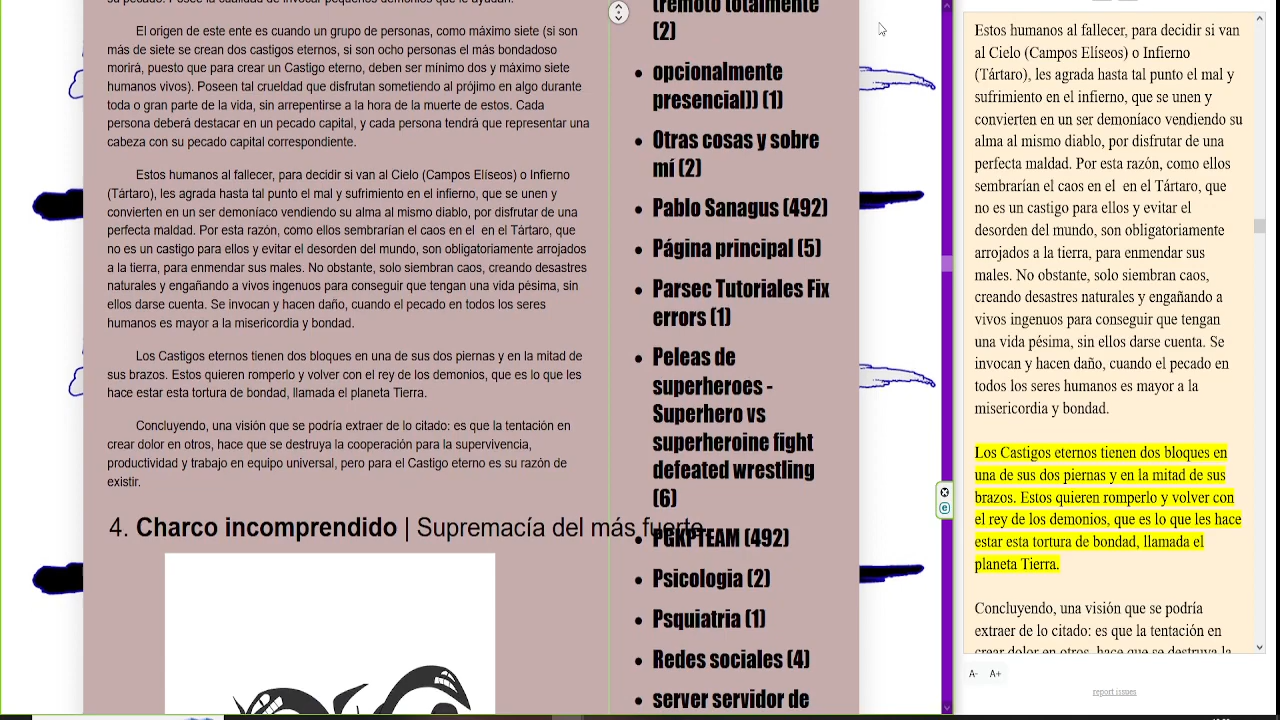 su pecado. Posee la cualidad de invocar pequeños demonios que le ayudan.
El origen de este ente es cuando un grupo de personas, como máximo siete (si son
más de siete se crean dos castigos eternos, si son ocho personas el más bondadoso
morirá, puesto que para crear un Castigo eterno, deben ser mínimo dos y máximo siete
humanos vivos). Poseen tal crueldad que disfrutan sometiendo al prójimo en algo durante
toda o gran parte de la vida, sin arrepentirse a la hora de la muerte de estos. Cada
persona deberá destacar en un pecado capital, y cada persona tendrá que representar una
cabeza con su pecado capital correspondiente.
Estos humanos al fallecer, para decidir si van al Cielo (Campos Elíseos) o Infierno
(Tártaro), les agrada hasta tal punto el mal y sufrimiento en el infierno, que se unen y
convierten en un ser demoníaco vendiendo su alma al mismo diablo, por disfrutar de una
perfecta maldad. Por esta razón, como ellos sembrarían el caos en el  en el Tártaro, que
no es un castigo para ellos y evitar el desorden del mundo, son obligatoriamente arrojados
a la tierra, para enmendar sus males. No obstante, solo siembran caos, creando desastres
naturales y engañando a vivos ingenuos para conseguir que tengan una vida pésima, sin
ellos darse cuenta. Se invocan y hacen daño, cuando el pecado en todos los seres
humanos es mayor a la misericordia y bondad.
Los Castigos eternos tienen dos bloques en una de sus dos piernas y en la mitad de
sus brazos. Estos quieren romperlo y volver con el rey de los demonios, que es lo que les
hace estar esta tortura de bondad, llamada el planeta Tierra.
Concluyendo, una visión que se podría extraer de lo citado: es que la tentación en
crear dolor en otros, hace que se destruya la cooperación para la supervivencia,
productividad y trabajo en equipo universal, pero para el Castigo eterno es su razón de
existir.
4. Charco incomprendido | Supremacía del más fuerte
(remoto totalmente
(2)
opcionalmente
presencial)) (1)
Otras cosas y sobre
mí (2)
Pablo Sanagus (492)
Página principal (5)
Parsec Tutoriales Fix
errors (1)
Peleas de
superheroes -
Superhero vs
superheroine fight
defeated wrestling
(6)
PGKPTEAM (492)
Psicologia (2)
Psquiatria (1)
Redes sociales (4)
server servidor de
Estos humanos al fallecer, para decidir si van
al Cielo (Campos Elíseos) o Infierno
(Tártaro), les agrada hasta tal punto el mal y
sufrimiento en el infierno, que se unen y
convierten en un ser demoníaco vendiendo su
alma al mismo diablo, por disfrutar de una
perfecta maldad. Por esta razón, como ellos
sembrarían el caos en el  en el Tártaro, que
no es un castigo para ellos y evitar el
desorden del mundo, son obligatoriamente
arrojados a la tierra, para enmendar sus
males. No obstante, solo siembran caos,
creando desastres naturales y engañando a
vivos ingenuos para conseguir que tengan
una vida pésima, sin ellos darse cuenta. Se
invocan y hacen daño, cuando el pecado en
todos los seres humanos es mayor a la
misericordia y bondad.
Los Castigos eternos tienen dos bloques en
una de sus dos piernas y en la mitad de sus
brazos. Estos quieren romperlo y volver con
el rey de los demonios, que es lo que les hace
estar esta tortura de bondad, llamada el
planeta Tierra.
Concluyendo, una visión que se podría
extraer de lo citado: es que la tentación en
crear dolor en otros, hace que se destruya la
A- A+
report issues